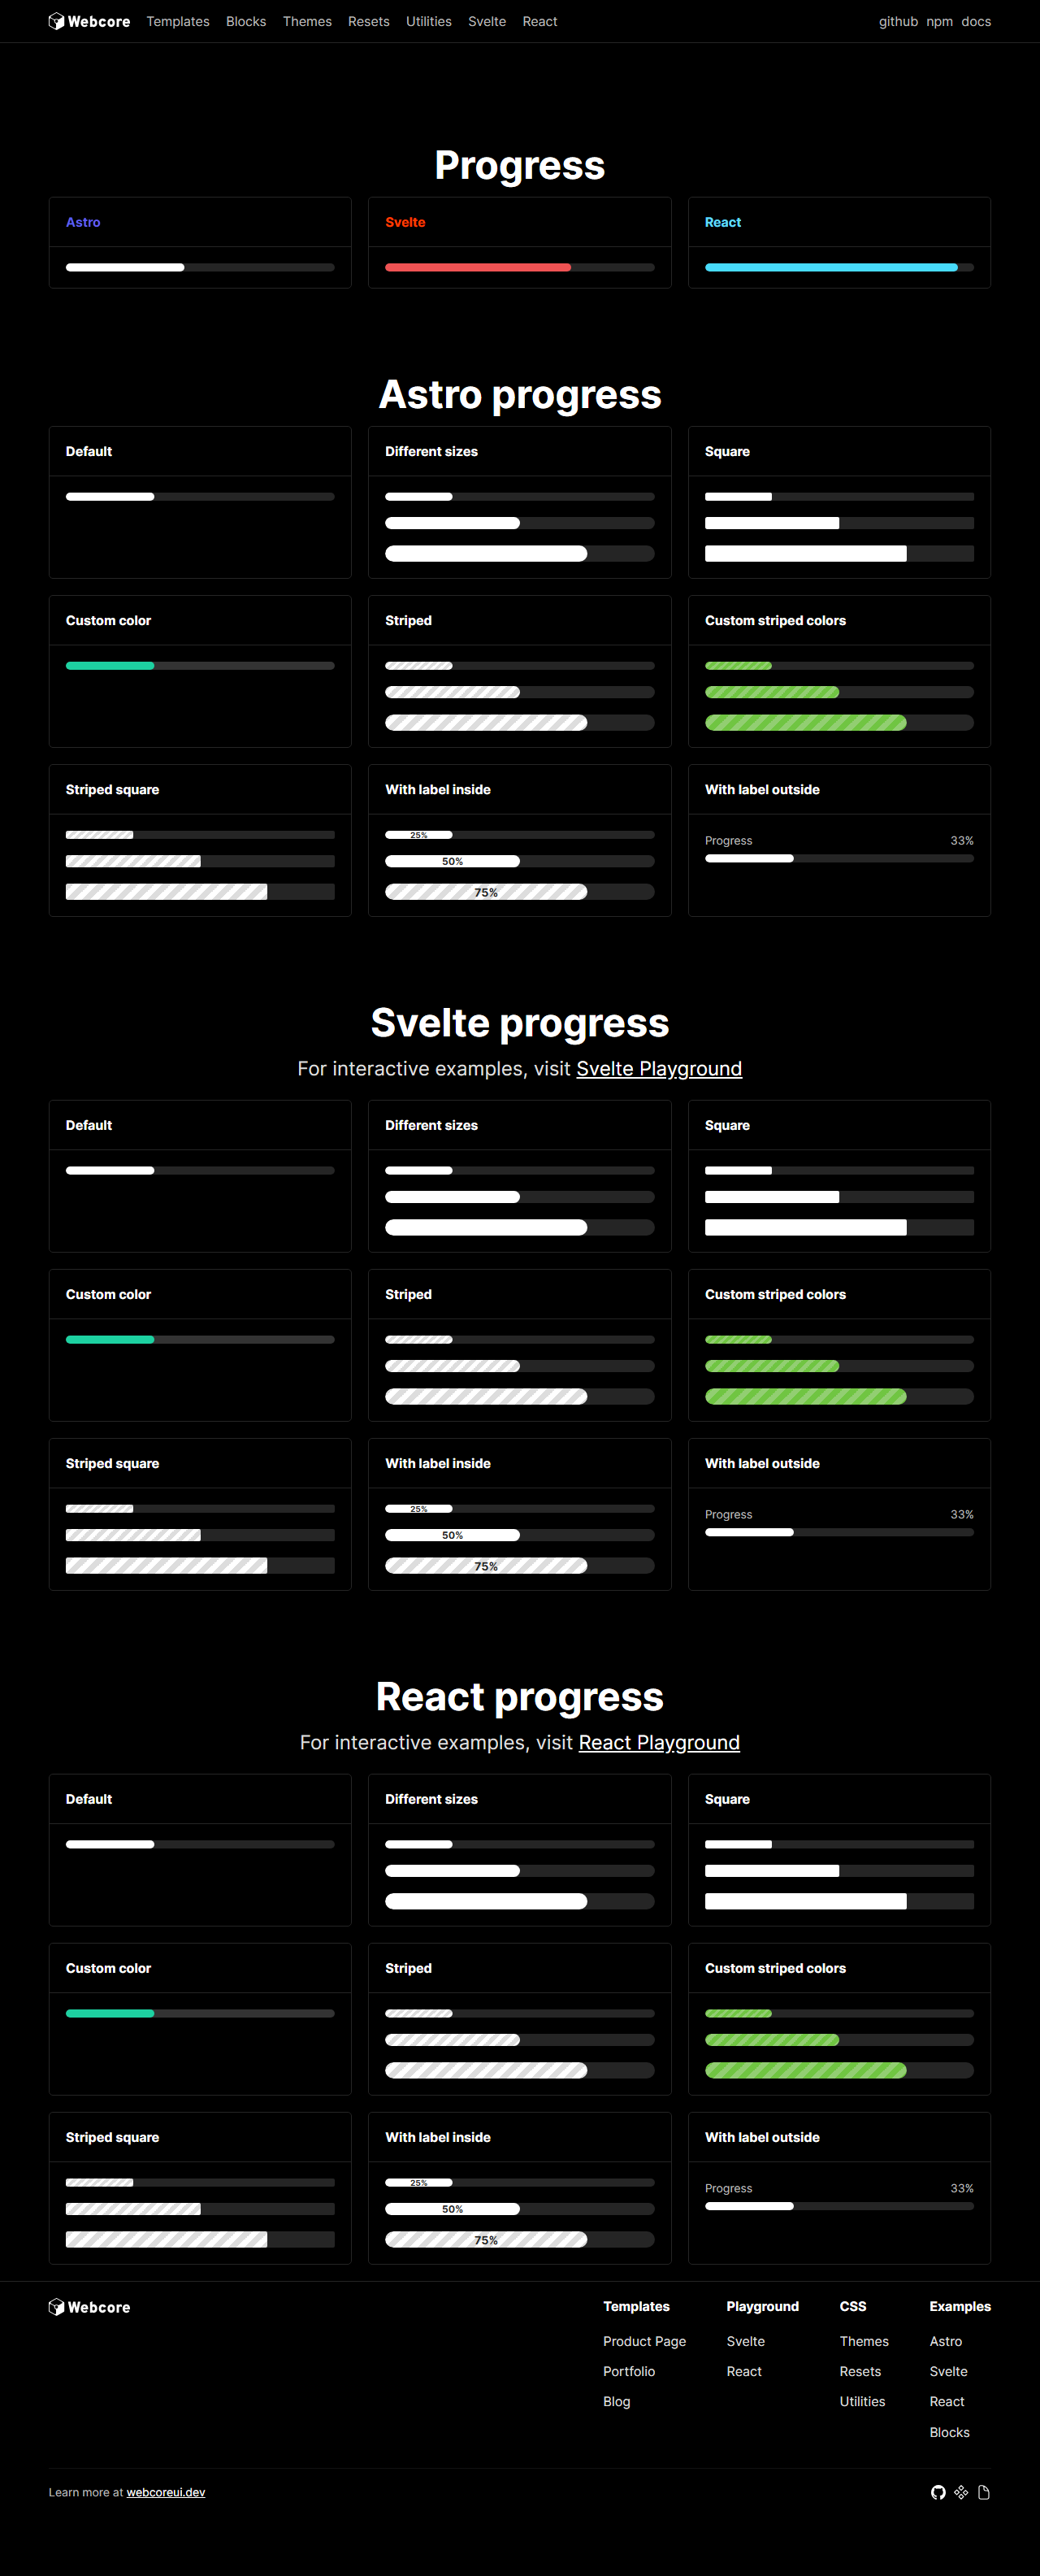 Webcore Templates Blocks Themes Resets Utilities Svelte React github npm docs
Progress
Astro Svelte React
Astro progress
Default Different sizes Square
Custom color Striped Custom striped colors
Striped square With label inside With label outside
25%
Progress 33%
50%
75%
Svelte progress
For interactive examples, visit Svelte Playground
Default Different sizes Square
Custom color Striped Custom striped colors
Striped square With label inside With label outside
25%
Progress 33%
50%
75%
React progress
For interactive examples, visit React Playground
Default Different sizes Square
Custom color Striped Custom striped colors
Striped square With label inside With label outside
25%
Progress 33%
50%
75%
Webcore Templates Playground CSS Examples
Product Page Svelte Themes Astro
Portfolio React Resets Svelte
Blog Utilities React
Blocks
Learn more at webcoreui.dev